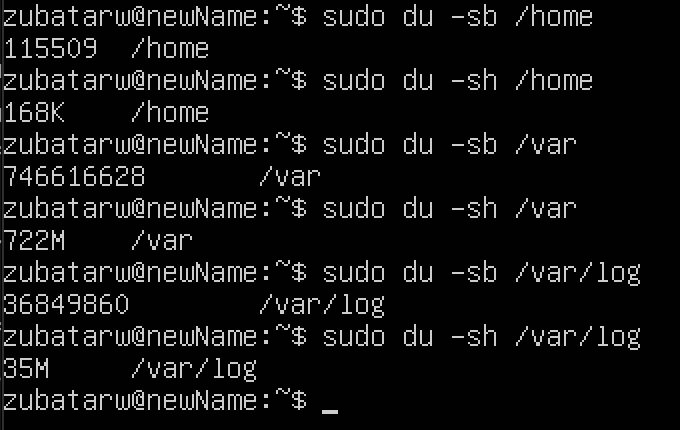 zubatarw@newName:~$ sudo du -sb /home
115509  /home
zubatarw@newName:~$ sudo du -sh /home
168K    /home
zubatarw@newName:~$ sudo du -sb /var
746616628       /var
zubatarw@newName:~$ sudo du -sh /var
722M    /var
zubatarw@newName:~$ sudo du -sb /var/log
36849860        /var/log
zubatarw@newName:~$ sudo du -sh /var/log
35M     /var/log
zubatarw@newName:~$ _